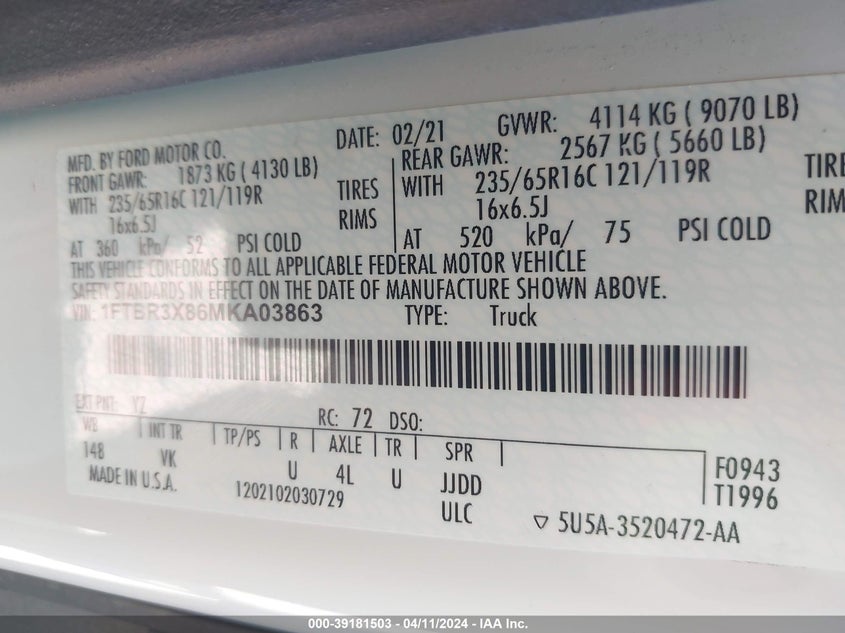 MFD. BY FORD MOTOR CO. DATE: 02/21 GVWR: 4114 KG ( 9070 LB)
FRONT GAWR: 1873 KG ( 4130 LB) REAR GAWR: 2567 KG ( 5660 LB)
WITH 235/65R16C 121/119R TIRES WITH 235/65R16C 121/119R TIRE
16x6.5J RIMS 16x6.5J RIM
AT 360 kPa/ 52 PSI COLD AT 520 kPa/ 75 PSI COLD
THIS VEHICLE CONFORMS TO ALL APPLICABLE FEDERAL MOTOR VEHICLE
SAFETY STANDARDS IN EFFECT ON THE DATE OF MANUFACTURE SHOWN ABOVE.
VIN: 1FTBR3X86MKA03863 TYPE: Truck
EXT PNT: YZ RC: 72 DSO:
WB INT TR TP/PS R AXLE TR SPR
148 VK U 4L U JJDD F0943
MADE IN U.S.A. 1202102030729 ULC T1996
▽ 5U5A-3520472-AA
000-39181503 - 04/11/2024 - IAA Inc.